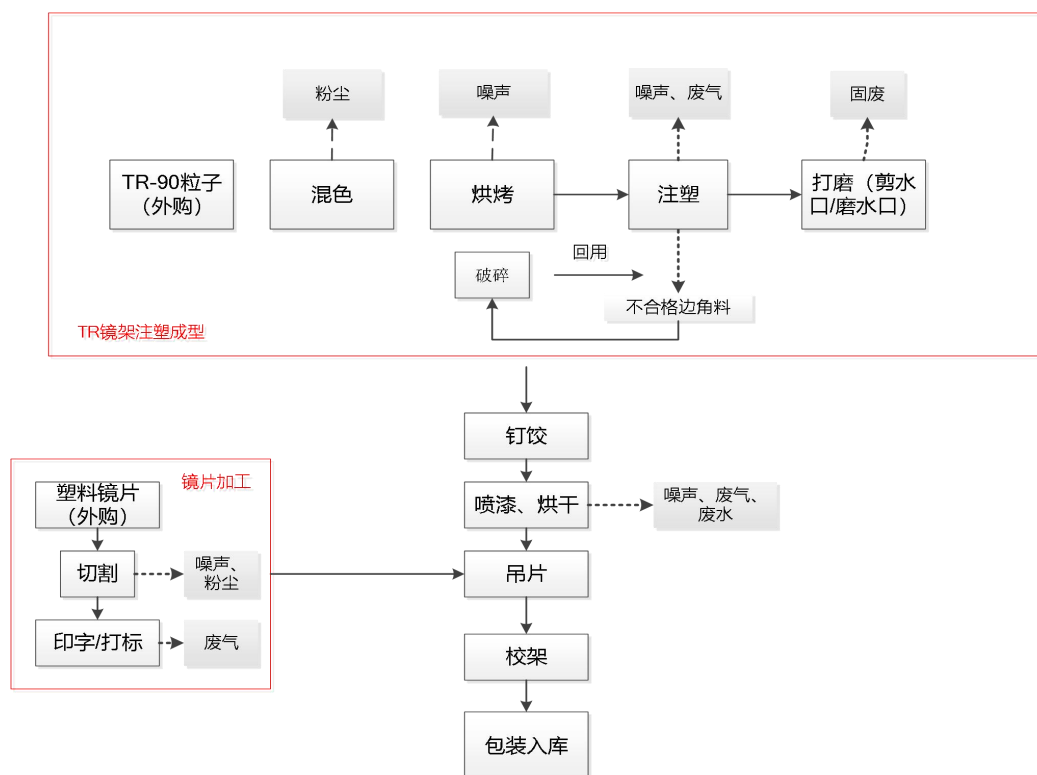 粉尘
噪声
噪声、废气
固废
TR-90粒子
（外购）
混色
烘烤
注塑
打磨（剪水
口/磨水口）
破碎
回用
不合格边角料
TR镜架注塑成型
钉饺
镜片加工
塑料镜片
（外购）
喷漆、烘干
噪声、废气、
废水
切割
噪声、
粉尘
吊片
印字/打标
废气
校架
包装入库